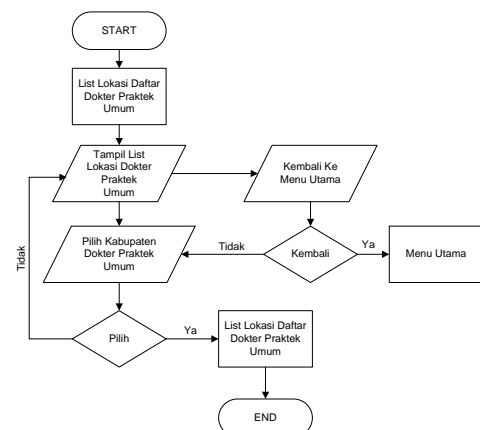 START
List Lokasi Daftar
Dokter Praktek
Umum
Tampil List
Lokasi Dokter
Praktek
Umum
Kembali Ke
Menu Utama
Pilih Kabupaten
Dokter Praktek
Umum
Tidak
Kembali
Ya
Menu Utama
Tidak
Pilih
Ya
List Lokasi Daftar
Dokter Praktek
Umum
END